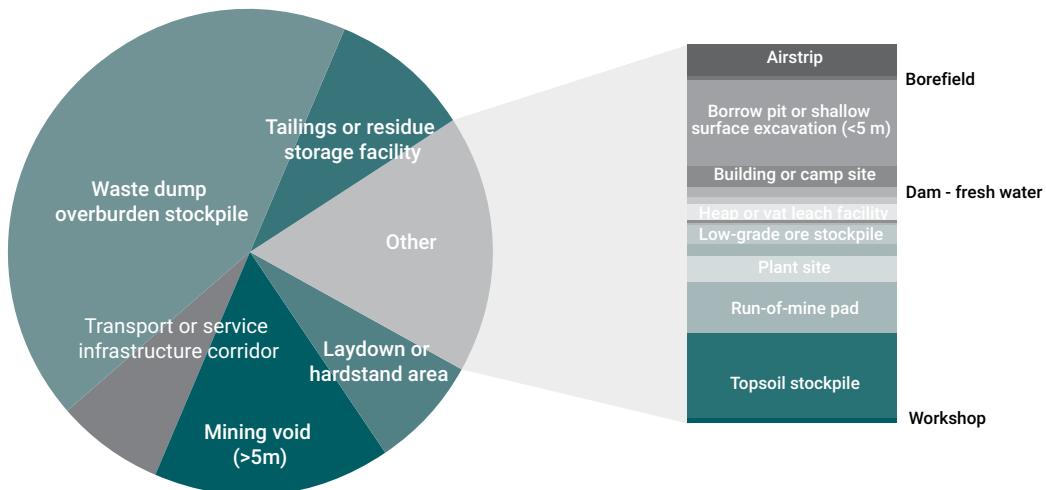 Tailings or residue
storage facility
Waste dump
overburden stockpile
Other
Transport or service
infrastructure corridor
Laydown or
hardstand area
Mining void
(>5m)
Airstrip
Borefield
Borrow pit or shallow
surface excavation (<5 m)
Building or camp site
Dam - fresh water
Heap or vat leach facility
Low-grade ore stockpile
Plant site
Run-of-mine pad
Topsoil stockpile
Workshop